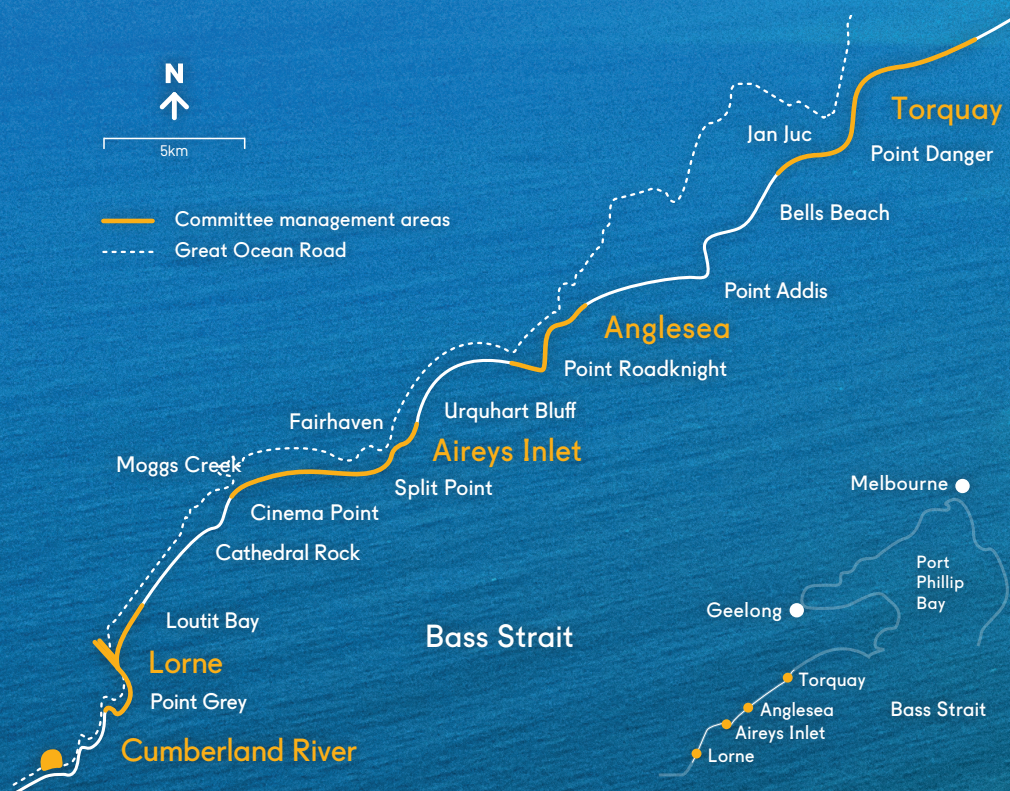 N
5km
Committee management areas
Great Ocean Road
Torquay
Jan Juc
Point Danger
Bells Beach
Point Addis
Anglesea
Point Roadknight
Urquhart Bluff
Fairhaven
Aireys Inlet
Moggs Creek
Split Point
Cinema Point
Cathedral Rock
Loutit Bay
Lorne
Point Grey
Cumberland River
Bass Strait
Melbourne
Port
Phillip
Bay
Geelong
Torquay
Anglesea
Bass Strait
Aireys Inlet
Lorne